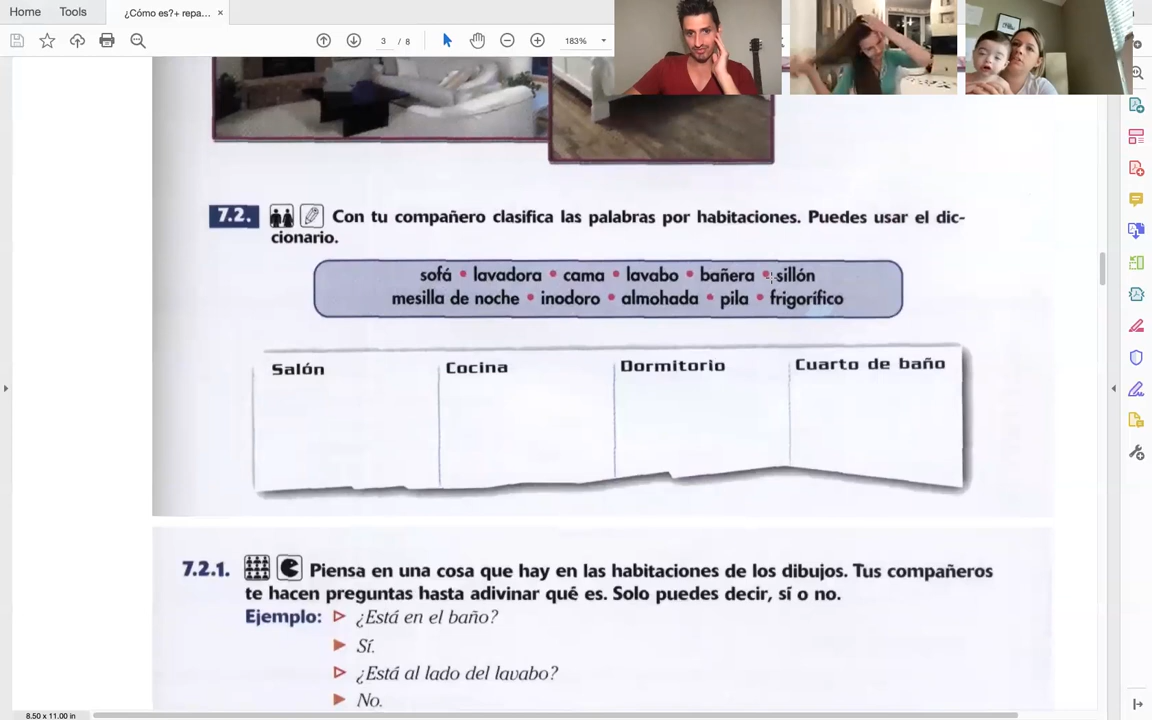 Home Tools ¿Cómo es?+ repa... ×
3 / 8 183%
7.2. Con tu compañero clasifica las palabras por habitaciones. Puedes usar el dic-
cionario.
sofá • lavadora • cama • lavabo • bañera • sillón
mesilla de noche • inodoro • almohada • pila • frigorífico
Salón Cocina Dormitorio Cuarto de baño
7.2.1. Piensa en una cosa que hay en las habitaciones de los dibujos. Tus compañeros
te hacen preguntas hasta adivinar qué es. Solo puedes decir, sí o no.
Ejemplo: ▷ ¿Está en el baño?
► Sí.
▷ ¿Está al lado del lavabo?
► No.
8.50 x 11.00 in